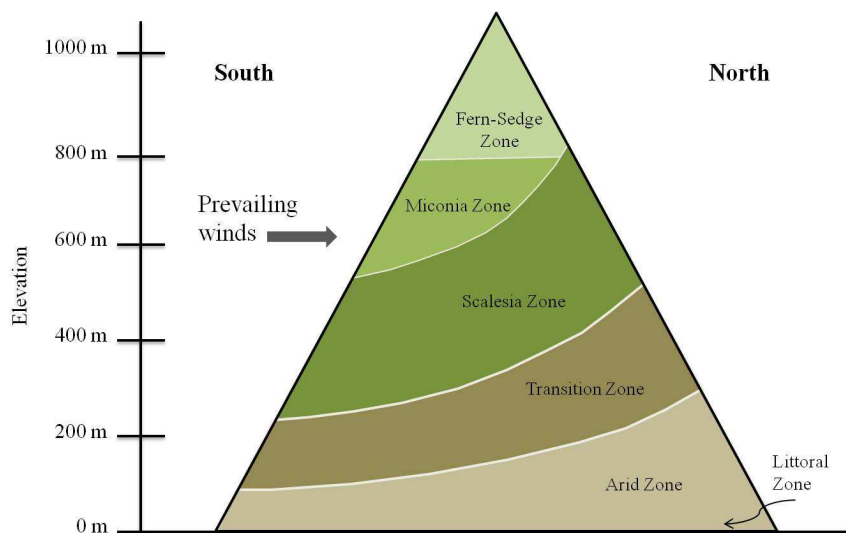 1000 m
South
North
Fern-Sedge
Zone
800 m
Miconia Zone
Prevailing
winds
600 m
Scalesia Zone
Elevation
400 m
Transition Zone
200 m
Littoral
Zone
Arid Zone
0 m